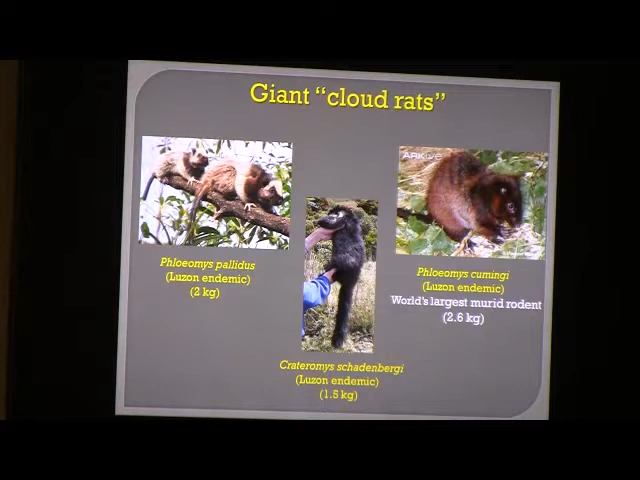 Giant “cloud rats”
ARKive
Phloeomys pallidus
(Luzon endemic)
(2 kg)
Phloeomys cumingi
(Luzon endemic)
World's largest murid rodent
(2.6 kg)
Crateromys schadenbergi
(Luzon endemic)
(1.5 kg)